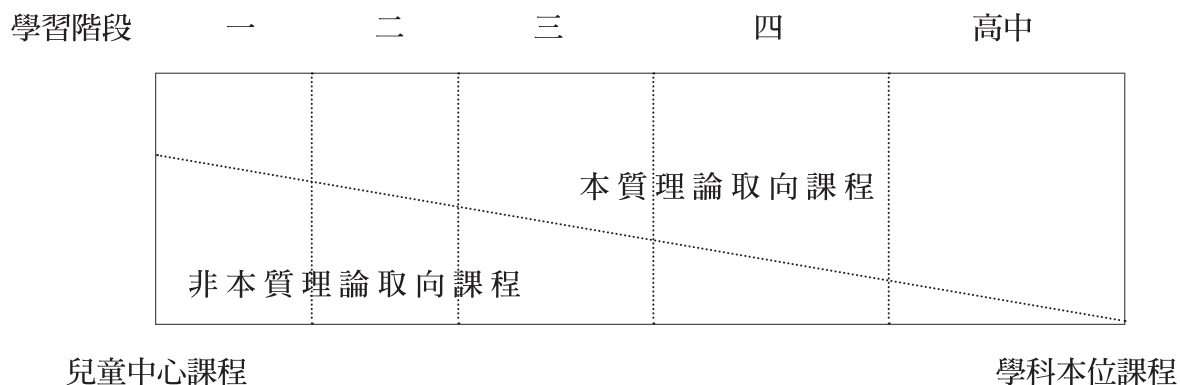 學習階段 一 二 三 四 高中
本質理論取向課程
非本質理論取向課程
兒童中心課程 學科本位課程